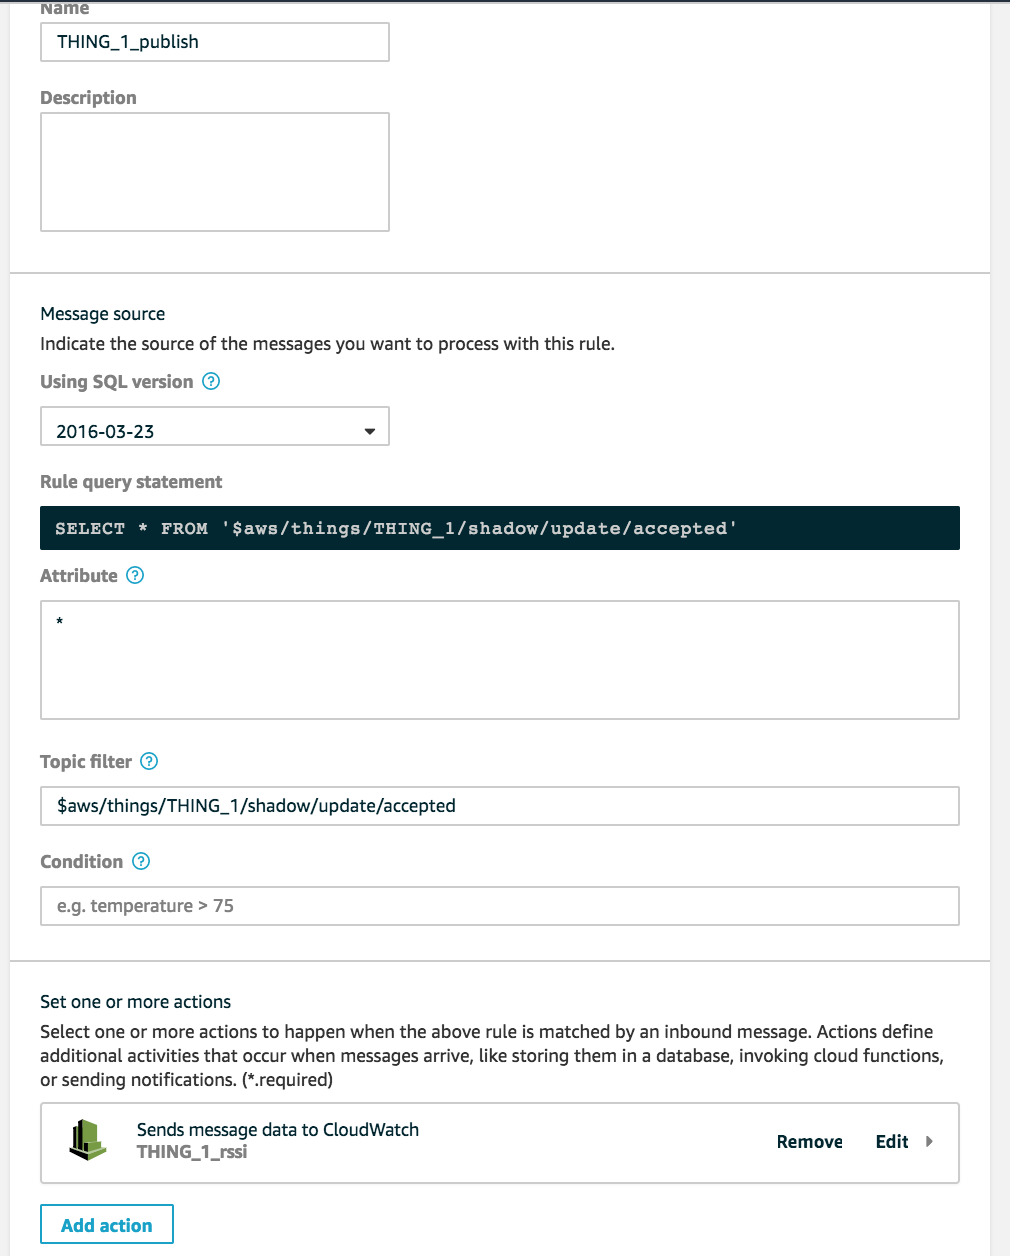 Name
THING_1_publish
Description
Message source
Indicate the source of the messages you want to process with this rule.
Using SQL version ?
2016-03-23
Rule query statement
SELECT * FROM '$aws/things/THING_1/shadow/update/accepted'
Attribute ?
*
Topic filter ?
$aws/things/THING_1/shadow/update/accepted
Condition ?
e.g. temperature > 75
Set one or more actions
Select one or more actions to happen when the above rule is matched by an inbound message. Actions define
additional activities that occur when messages arrive, like storing them in a database, invoking cloud functions,
or sending notifications. (*.required)
Sends message data to CloudWatch
THING_1_rssi
Remove Edit
Add action